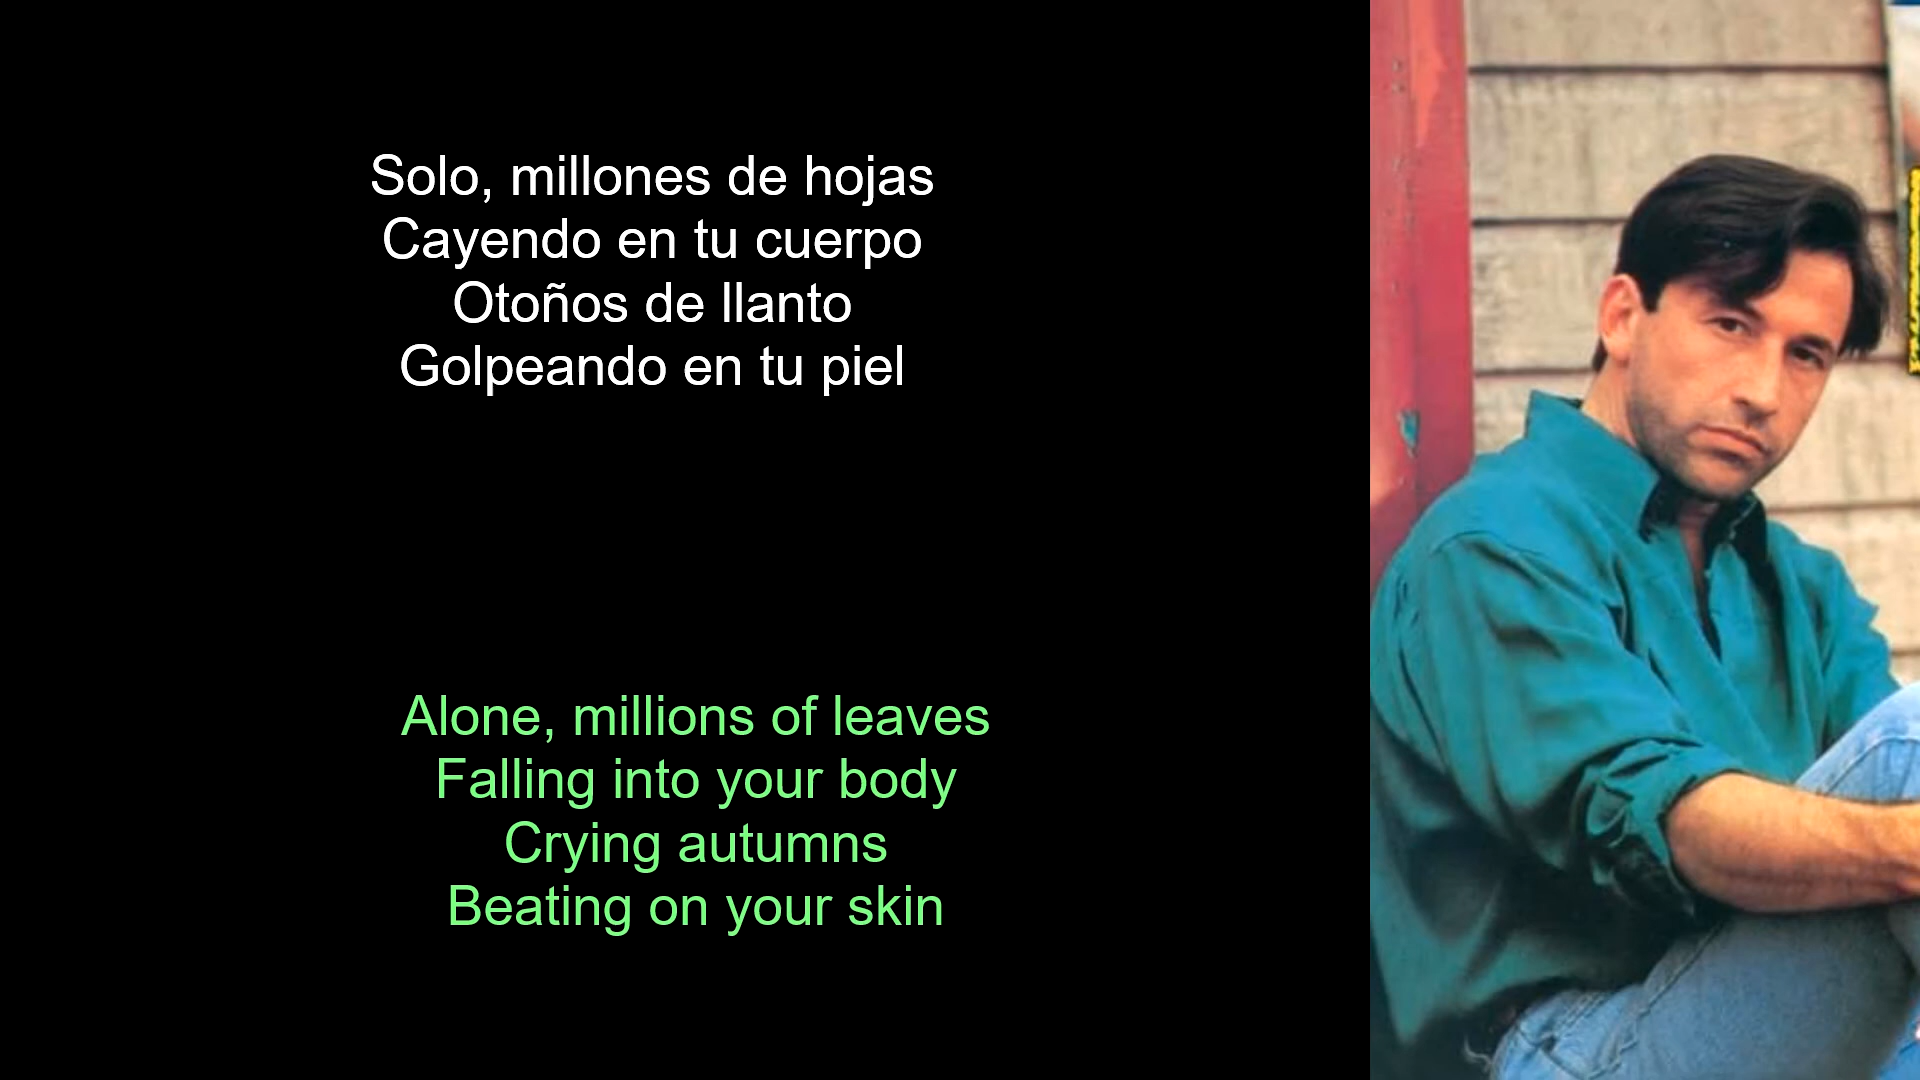 Solo, millones de hojas
Cayendo en tu cuerpo
Otoños de llanto
Golpeando en tu piel
Alone, millions of leaves
Falling into your body
Crying autumns
Beating on your skin